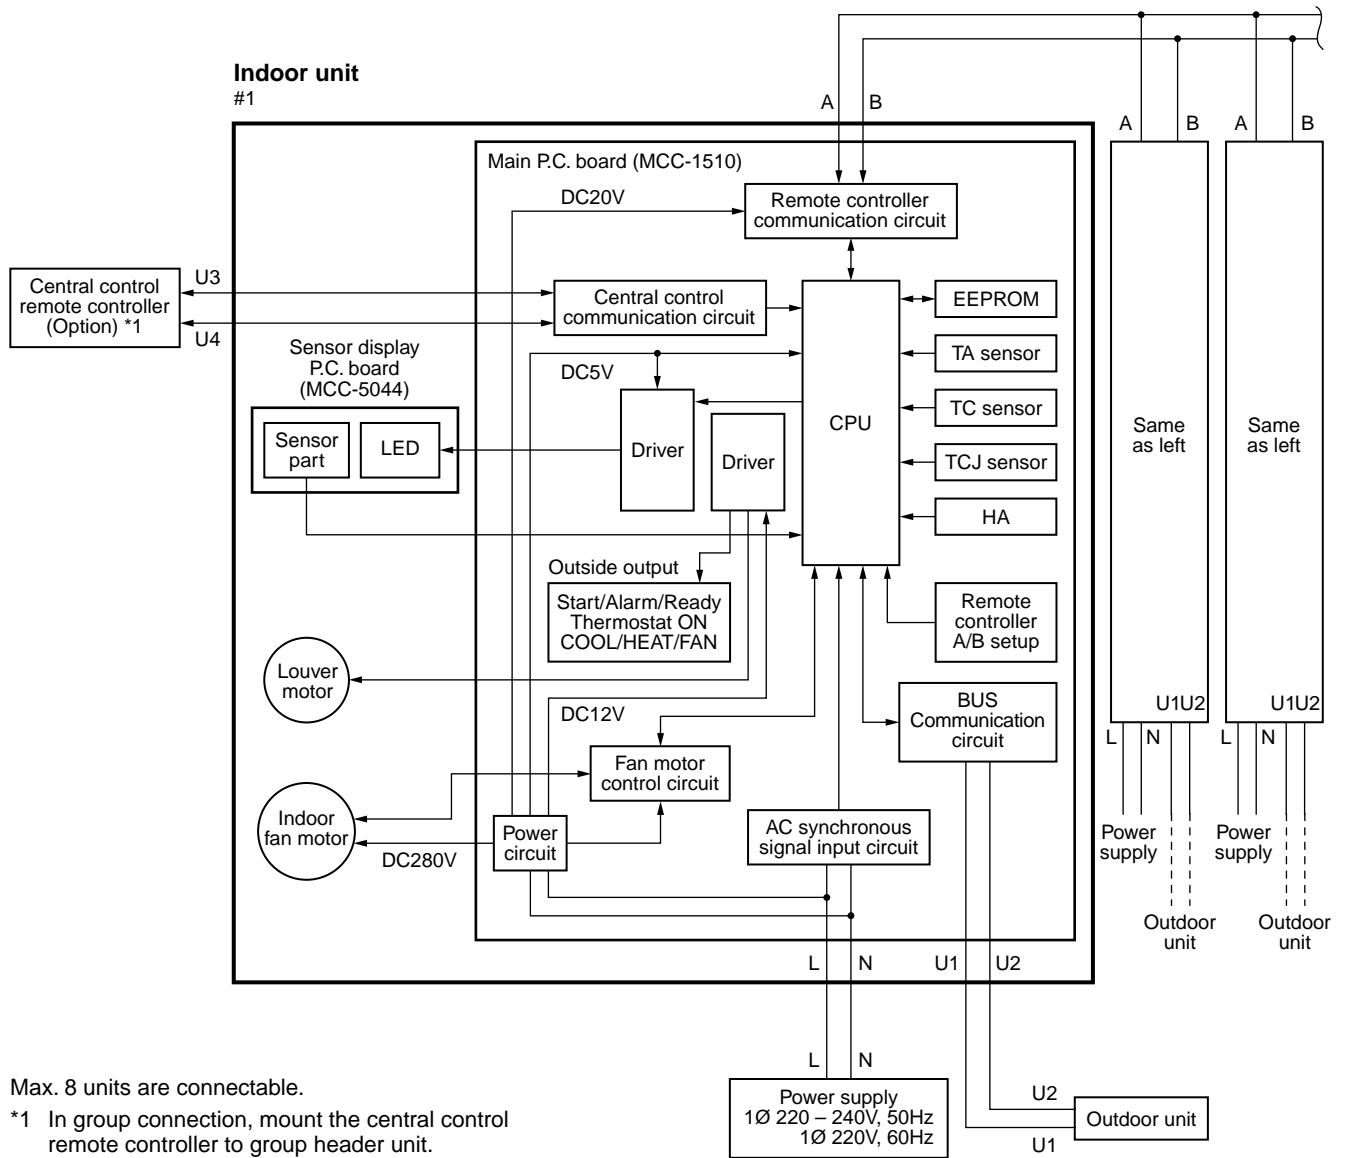 Indoor unit
#1
A
B
A
B
A
B
Main P.C. board (MCC-1510)
DC20V
Remote controller
communication circuit
U3
Central control
remote controller
(Option) *1
U4
Central control
communication circuit
EEPROM
Sensor display
P.C. board
(MCC-5044)
DC5V
TA sensor
TC sensor
CPU
Sensor
part
LED
Driver
Driver
TCJ sensor
Same
as left
Same
as left
HA
Outside output
Start/Alarm/Ready
Thermostat ON
COOL/HEAT/FAN
Remote
controller
A/B setup
Louver
motor
DC12V
BUS
Communication
circuit
U1U2
U1U2
L
N
L
N
Fan motor
control circuit
Indoor
fan motor
DC280V
Power
circuit
AC synchronous
signal input circuit
Power
supply
Power
supply
Outdoor
unit
Outdoor
unit
L
N
U1
U2
L
N
Power supply
1Ø 220 – 240V, 50Hz
1Ø 220V, 60Hz
U2
Outdoor unit
U1
Max. 8 units are connectable.
*1 In group connection, mount the central control
remote controller to group header unit.